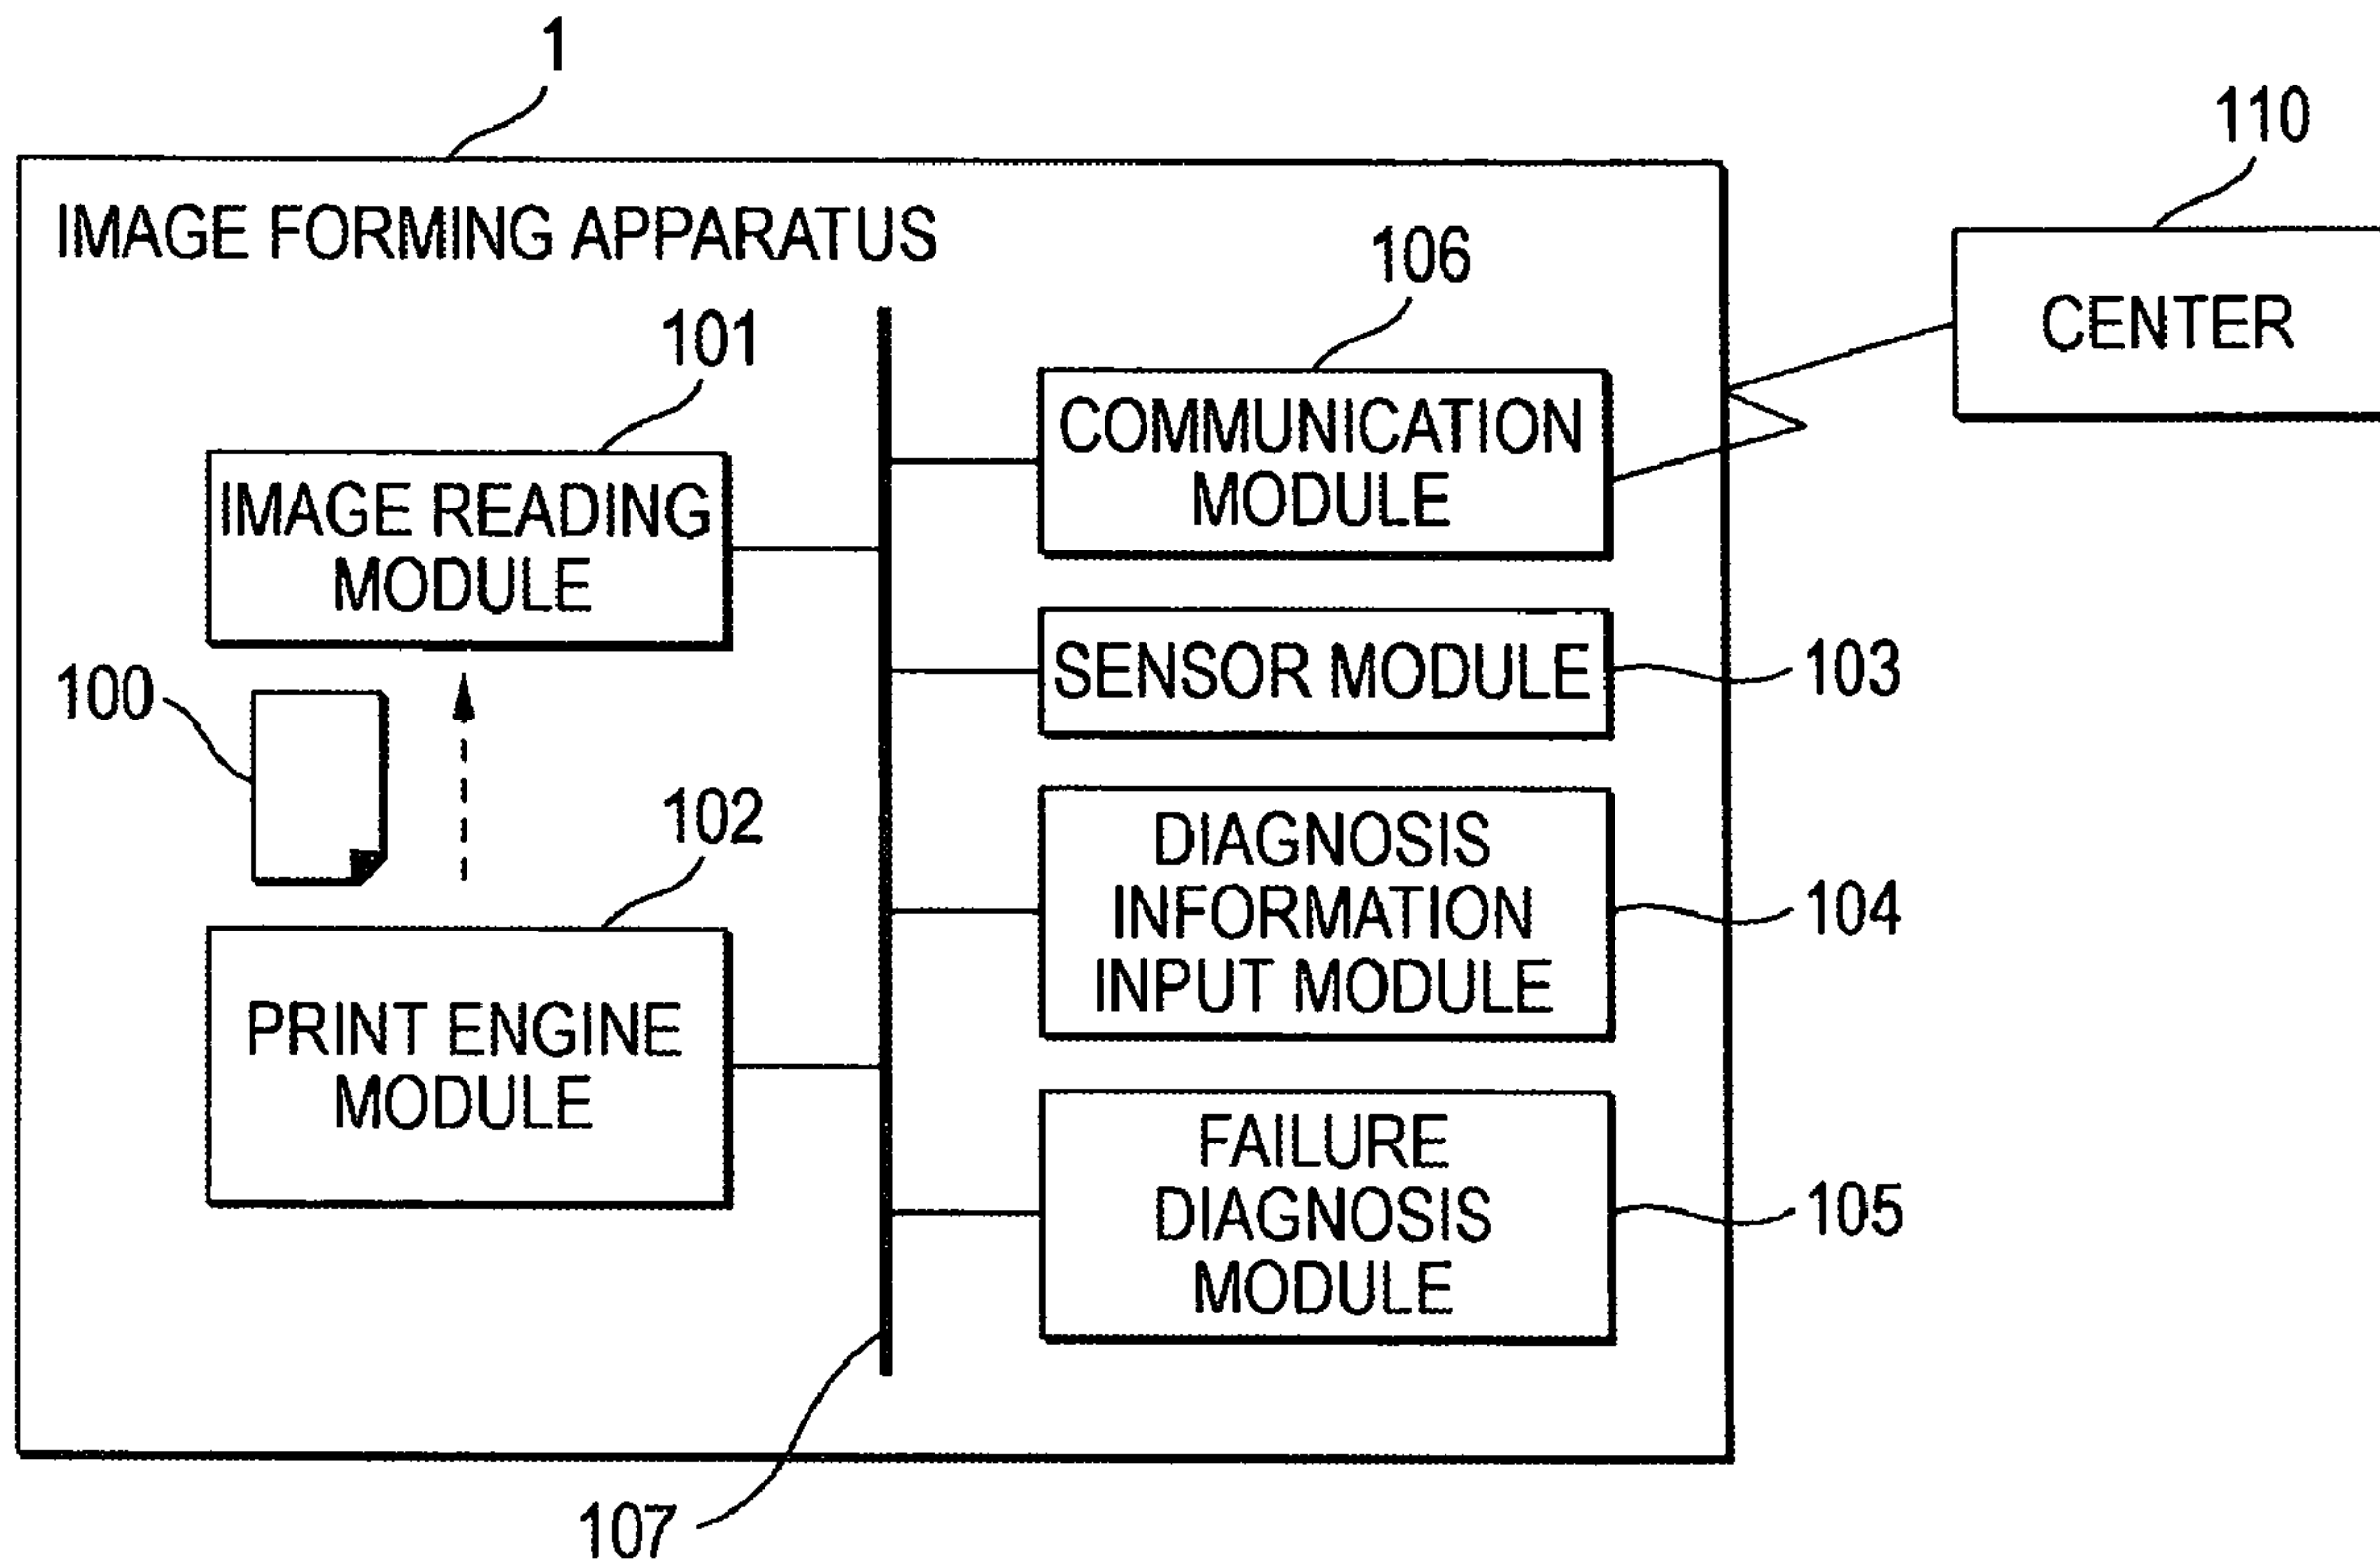 1
110
IMAGE FORMING APPARATUS
106
CENTER
101
COMMUNICATION
MODULE
IMAGE READING
MODULE
SENSOR MODULE
103
100
102
DIAGNOSIS
INFORMATION
INPUT MODULE
104
PRINT ENGINE
MODULE
FAILURE
DIAGNOSIS
MODULE
105
107